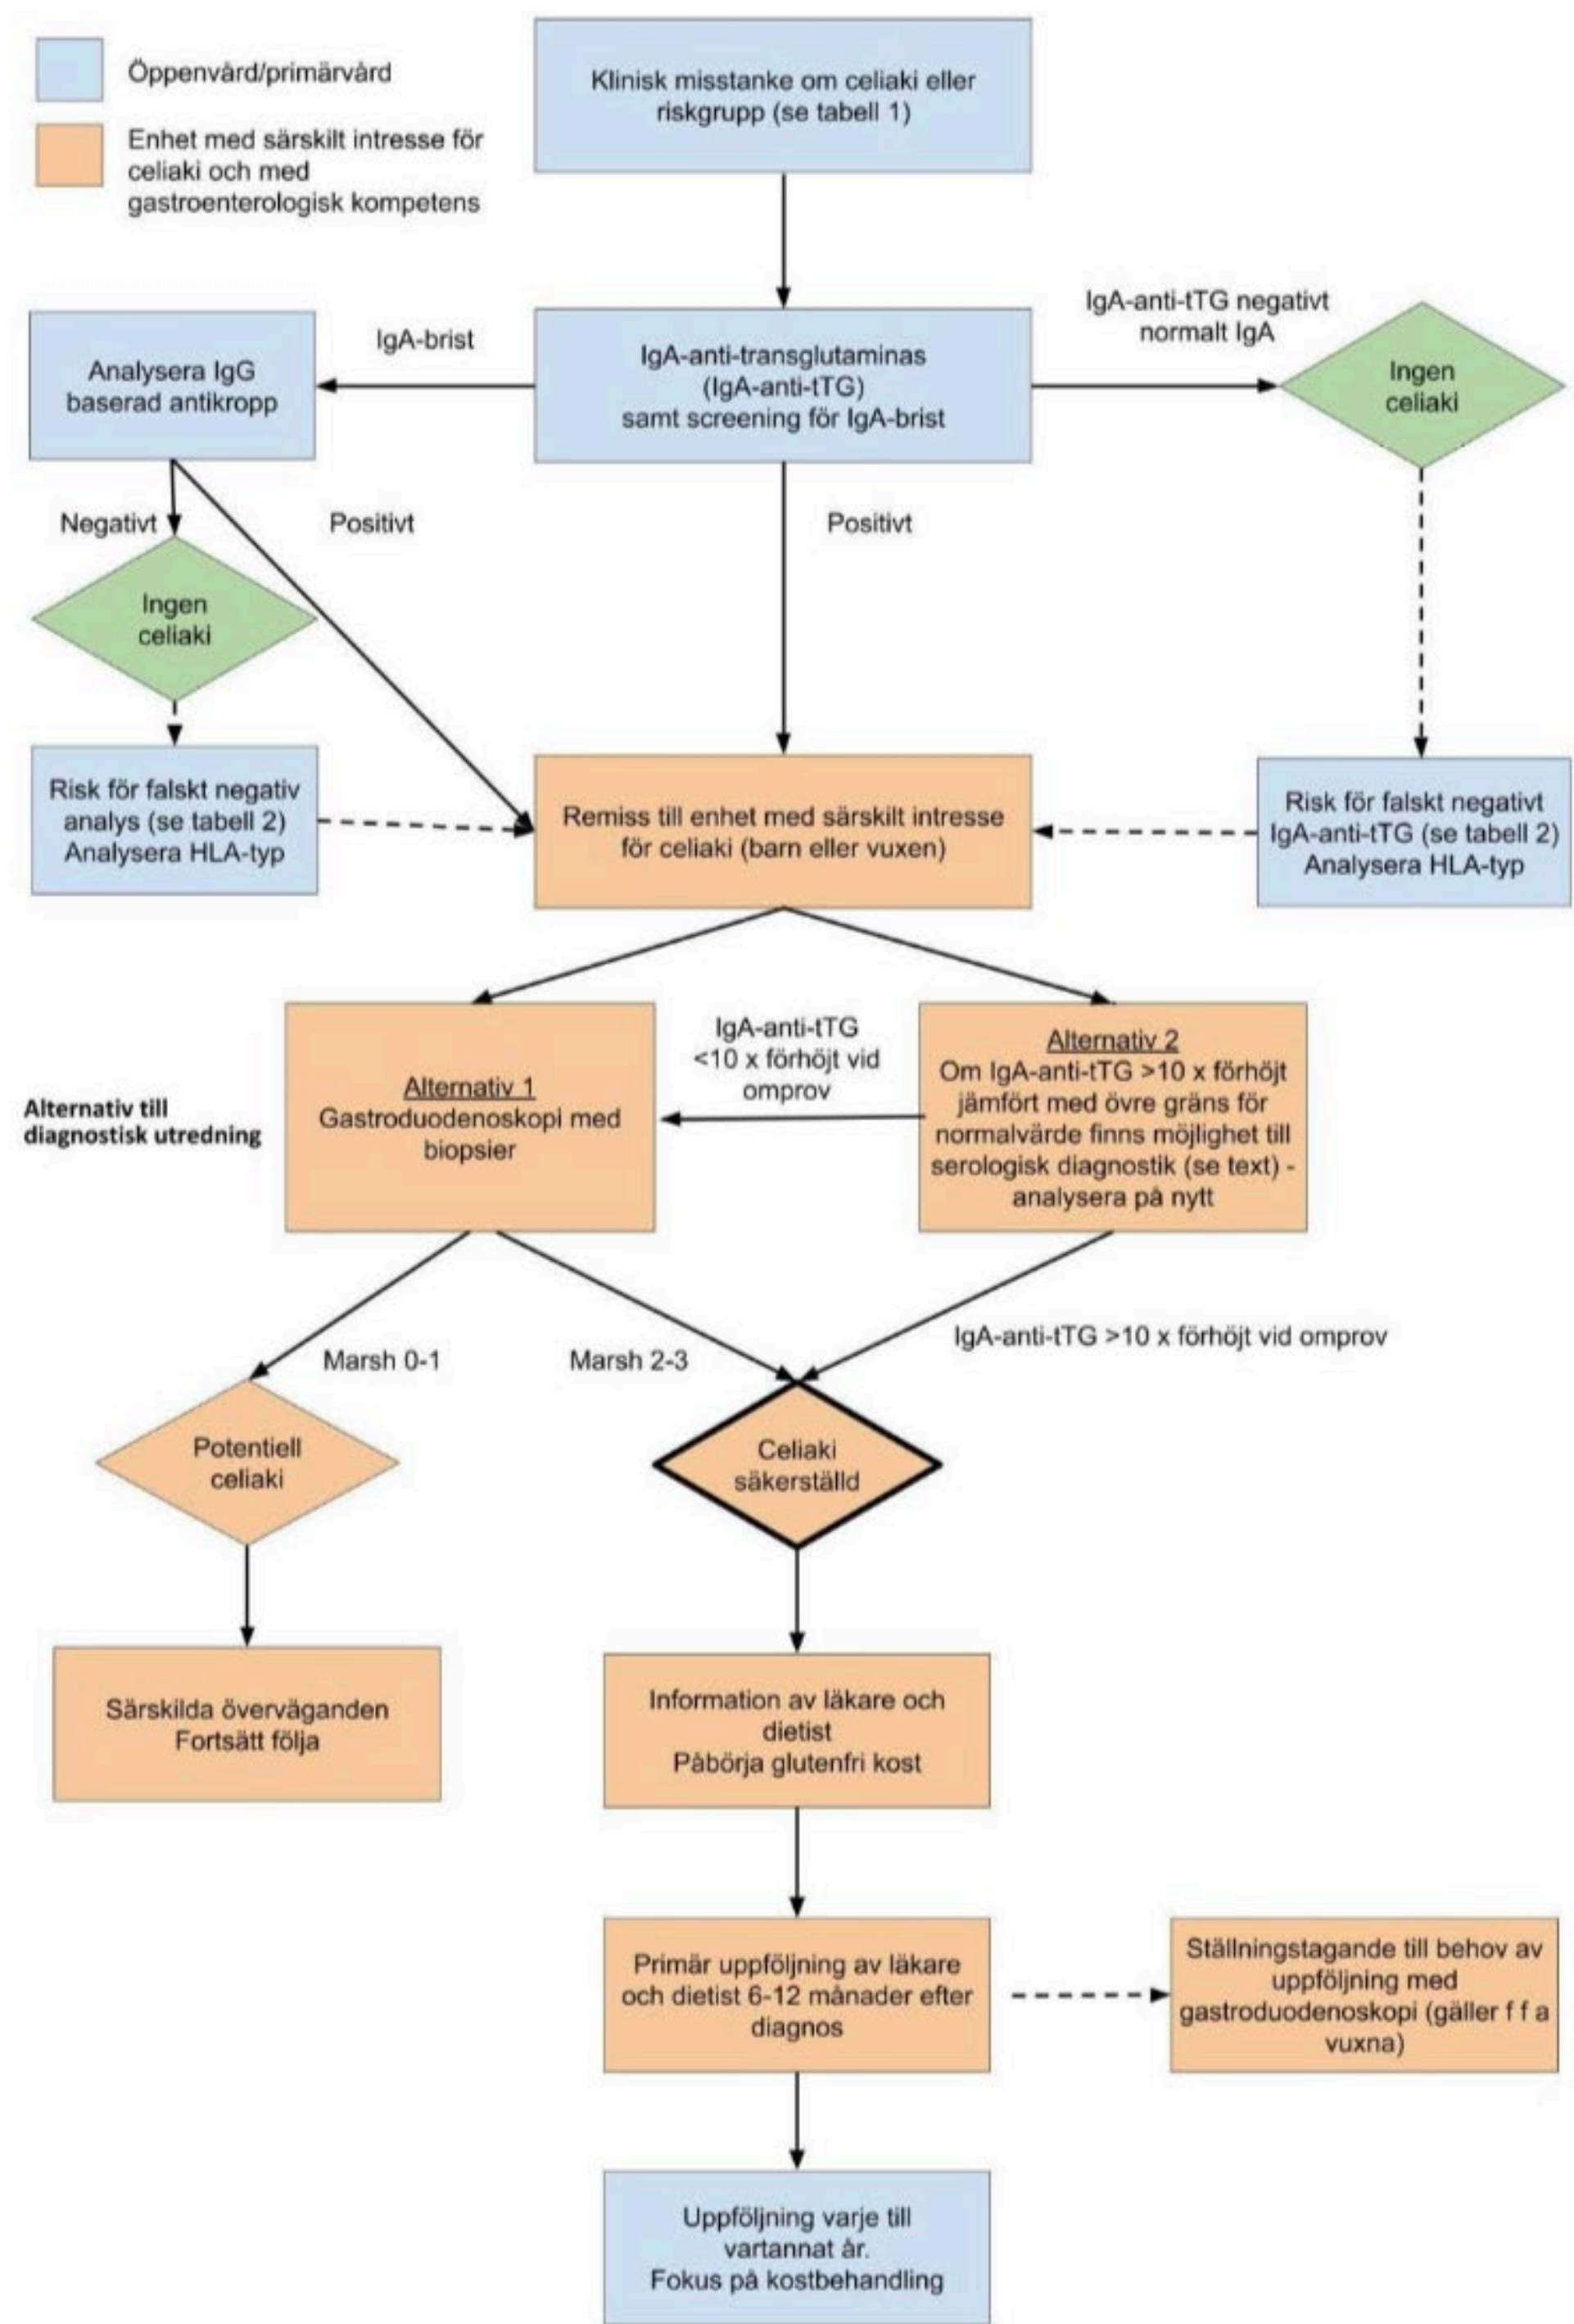 Öppenvård/primärvård
Enhet med särskilt intresse för
celiaki och med
gastroenterologisk kompetens
Klinisk misstanke om celiaki eller
riskgrupp (se tabell 1)
Analysera IgG
baserad antikropp
IgA-brist
IgA-anti-transglutaminas
(IgA-anti-tTG)
samt screening för IgA-brist
IgA-anti-tTG negativt
normalt IgA
Ingen
celiaki
Negativt
Positivt
Positivt
Ingen
celiaki
Risk för falskt negativ
analys (se tabell 2)
Analysera HLA-typ
Remiss till enhet med särskilt intresse
för celiaki (barn eller vuxen)
Risk för falskt negativt
IgA-anti-tTG (se tabell 2)
Analysera HLA-typ
Alternativ till
diagnostisk utredning
Alternativ 1
Gastroduodenoskopi med
biopsier
IgA-anti-tTG
<10 x förhöjt vid
omprov
Alternativ 2
Om IgA-anti-tTG >10 x förhöjt
jämfört med övre gräns för
normalvärde finns möjlighet till
serologisk diagnostik (se text) -
analysera på nytt
Marsh 0-1
Marsh 2-3
IgA-anti-tTG >10 x förhöjt vid omprov
Potentiell
celiaki
Celiaki
säkerställd
Särskilda överväganden
Fortsätt följa
Information av läkare och
dietist
Påbörja glutenfri kost
Primär uppföljning av läkare
och dietist 6-12 månader efter
diagnos
Ställningstagande till behov av
uppföljning med
gastroduodenoskopi (gäller f f a
vuxna)
Uppföljning varje till
vartannat år.
Fokus på kostbehandling